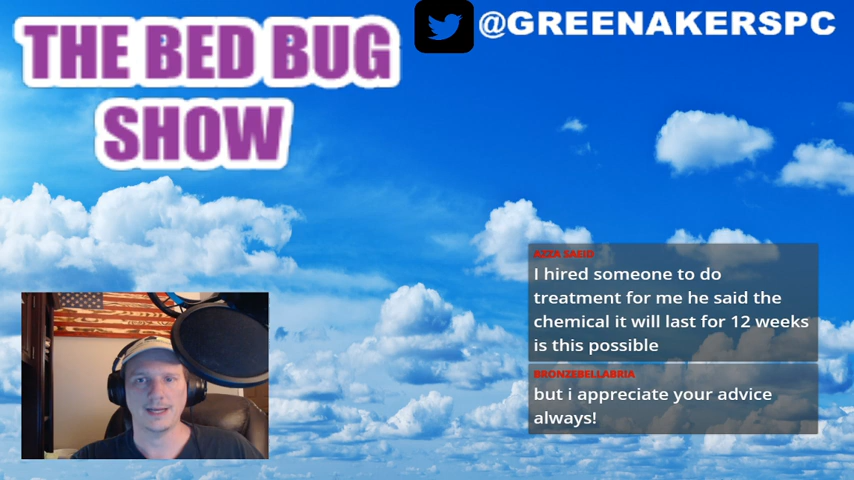 THE BED BUG
SHOW
@GREENAKERSPC
AZZA SAEID
I hired someone to do
treatment for me he said the
chemical it will last for 12 weeks
is this possible
BRONZEBELLABRIA
but i appreciate your advice
always!